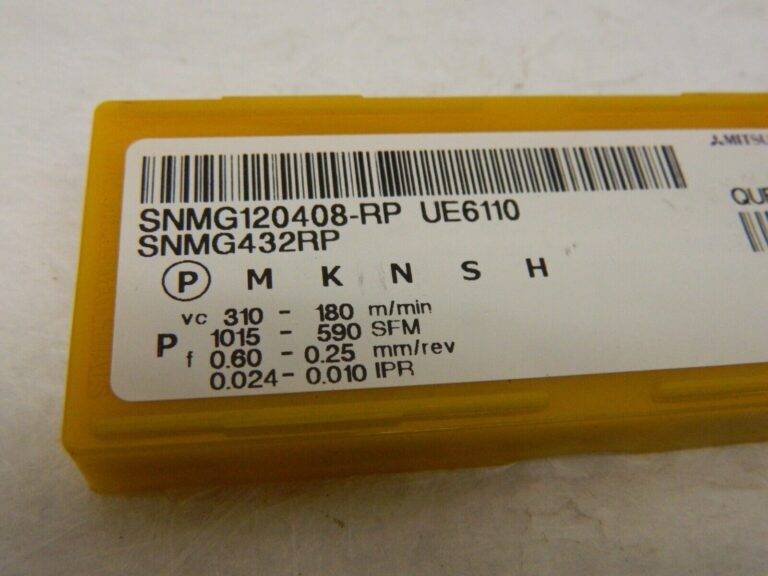 SNMG120408-RP UE6110
SNMG432RP
P M K N S H
P
vc 310 - 180 m/min
1015 - 590 SFM
f 0.60 - 0.25 mm/rev
0.024 - 0.010 IPR